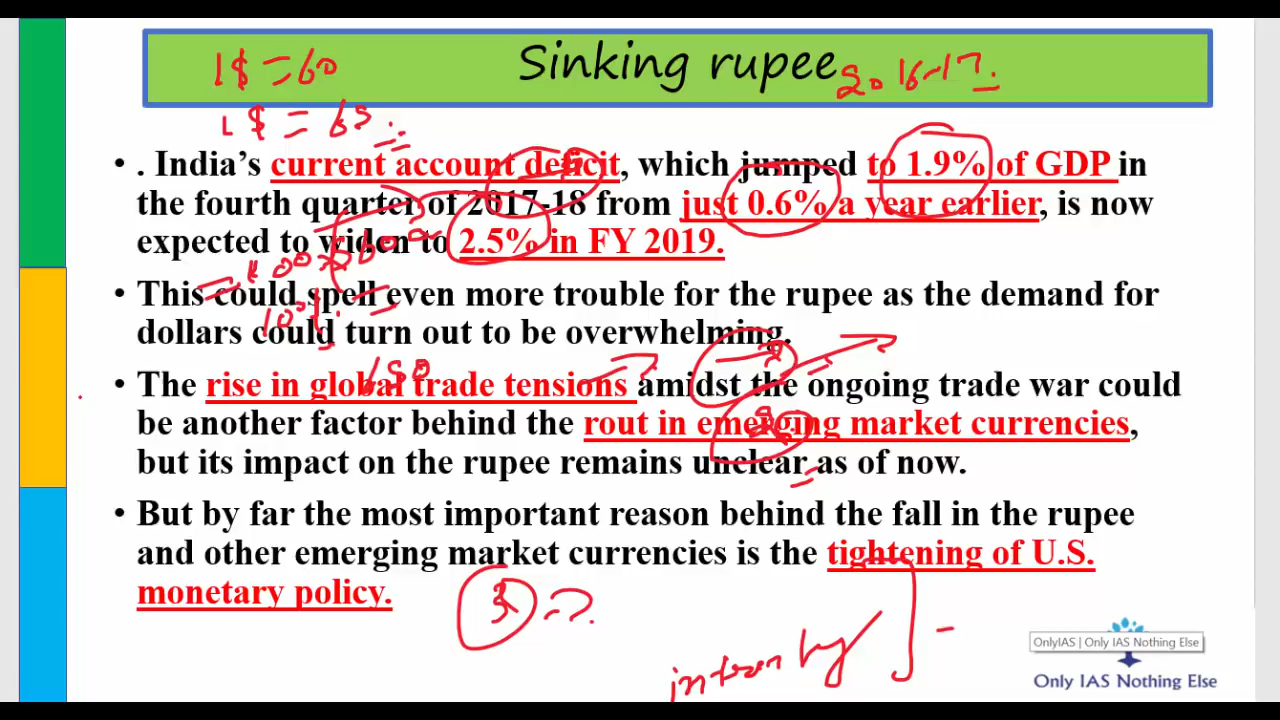 Sinking rupee
1$ = 60
2016-17
1$ = 65
• . India's current account deficit, which jumped to 1.9% of GDP in
the fourth quarter of 2017-18 from just 0.6% a year earlier, is now
expected to widen to 2.5% in FY 2019.
• This could spell even more trouble for the rupee as the demand for
dollars could turn out to be overwhelming.
• The rise in global trade tensions amidst the ongoing trade war could
be another factor behind the rout in emerging market currencies,
but its impact on the rupee remains unclear as of now.
• But by far the most important reason behind the fall in the rupee
and other emerging market currencies is the tightening of U.S.
monetary policy.
OnlyIAS | Only IAS Nothing Else
Only IAS Nothing Else